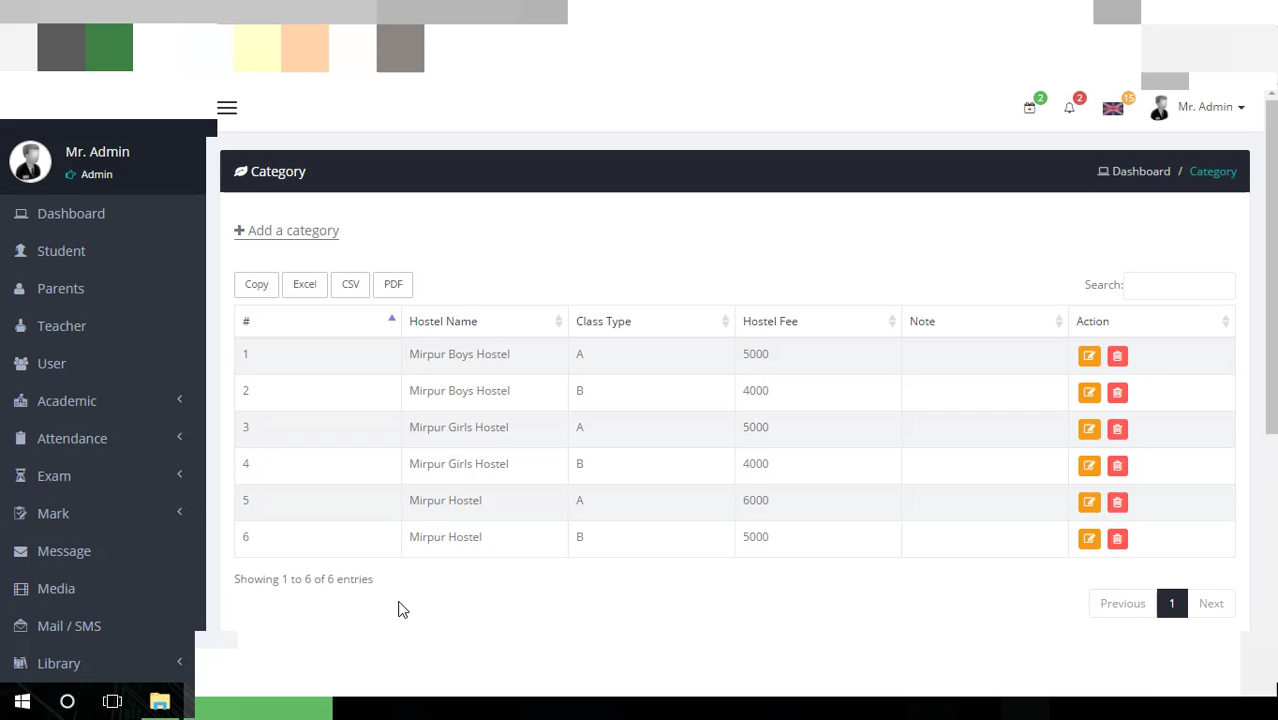 2
2
15
Mr. Admin
Mr. Admin
Admin
Category
Dashboard / Category
Dashboard
Student
Parents
Teacher
User
Academic
Attendance
Exam
Mark
Message
Media
Mail / SMS
Library
+ Add a category
Copy Excel CSV PDF
Search:
# Hostel Name Class Type Hostel Fee Note Action
1 Mirpur Boys Hostel A 5000
2 Mirpur Boys Hostel B 4000
3 Mirpur Girls Hostel A 5000
4 Mirpur Girls Hostel B 4000
5 Mirpur Hostel A 6000
6 Mirpur Hostel B 5000
Showing 1 to 6 of 6 entries
Previous 1 Next